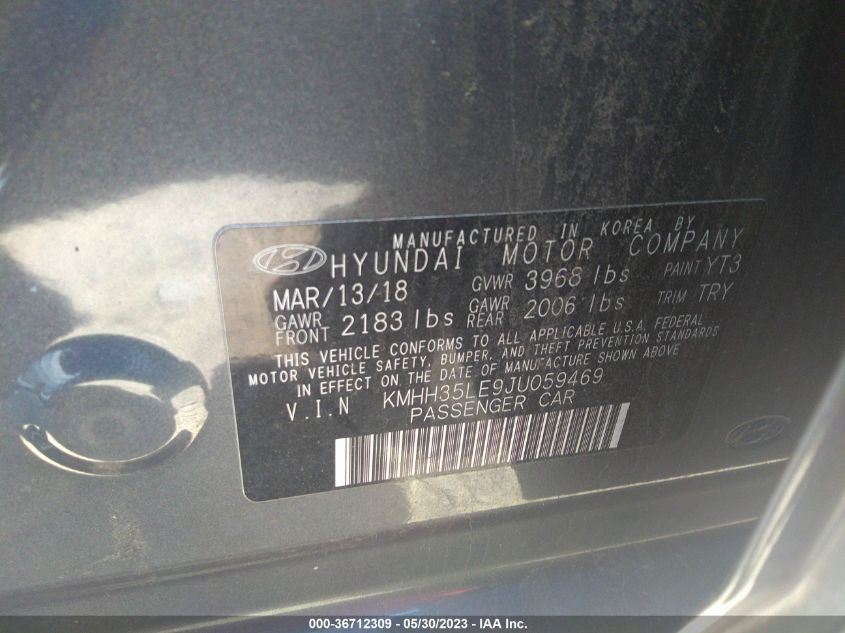 MANUFACTURED IN KOREA BY
HYUNDAI MOTOR COMPANY
MAR/13/18 GVWR 3968 lbs PAINT YT3
GAWR FRONT 2183 lbs GAWR REAR 2006 lbs TRIM TRY
THIS VEHICLE CONFORMS TO ALL APPLICABLE U.S.A. FEDERAL
MOTOR VEHICLE SAFETY, BUMPER, AND THEFT PREVENTION STANDARDS
IN EFFECT ON THE DATE OF MANUFACTURE SHOWN ABOVE
V.I.N KMHH35LE9JU059469
PASSENGER CAR
000-36712309 - 05/30/2023 - IAA Inc.